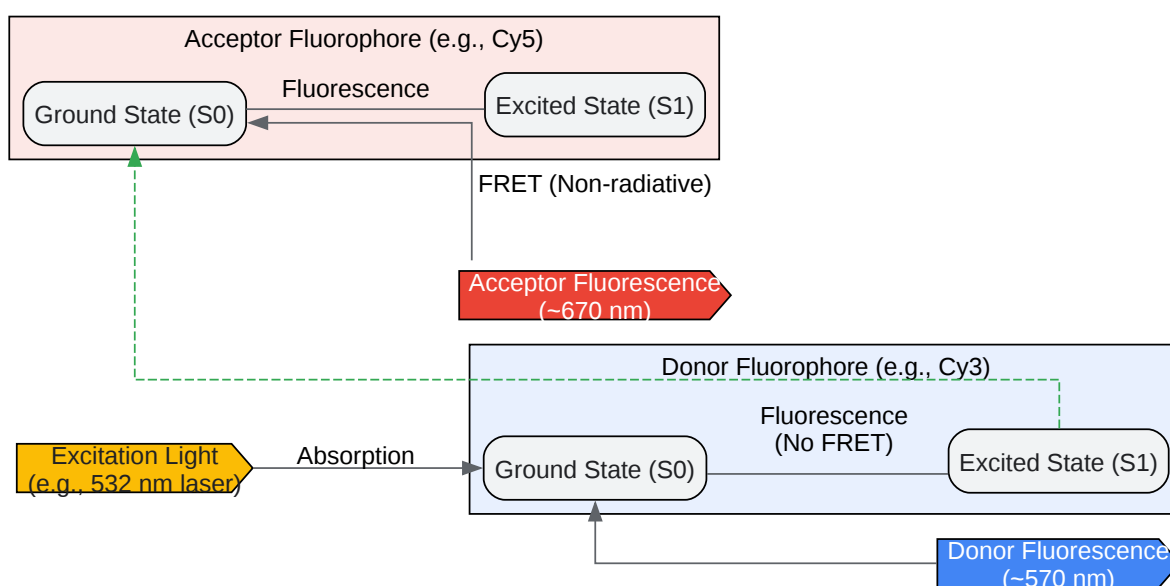 Acceptor Fluorophore (e.g., Cy5)
Fluorescence
Ground State (S0)
Excited State (S1)
FRET (Non-radiative)
Acceptor Fluorescence
(~670 nm)
Donor Fluorophore (e.g., Cy3)
Fluorescence
(No FRET)
Excitation Light
(e.g., 532 nm laser)
Absorption
Ground State (S0)
Excited State (S1)
Donor Fluorescence
(~570 nm)